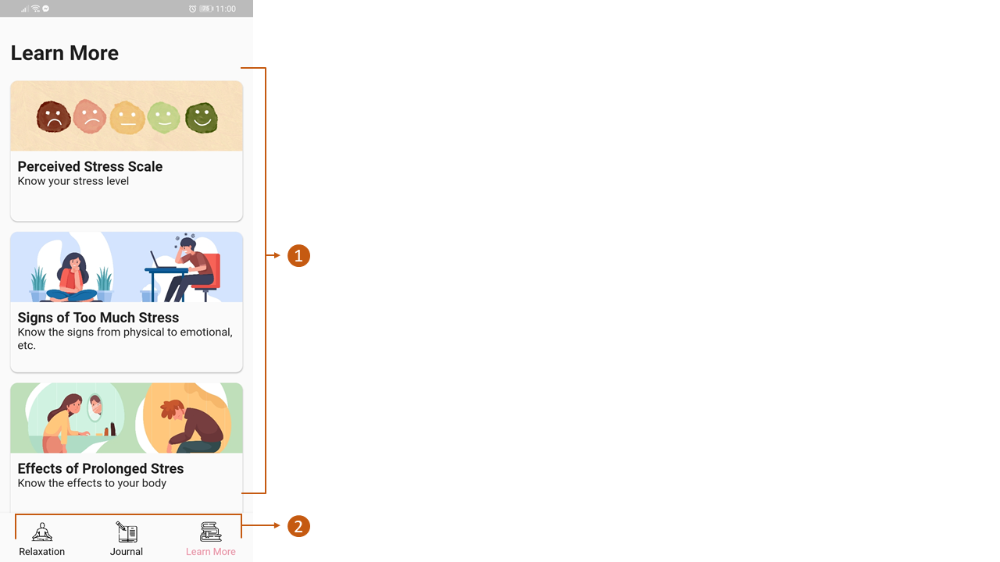 25 11:00
Learn More
Perceived Stress Scale
Know your stress level
Signs of Too Much Stress
Know the signs from physical to emotional,
etc.
Effects of Prolonged Stres
Know the effects to your body
1
2
Relaxation Journal Learn More